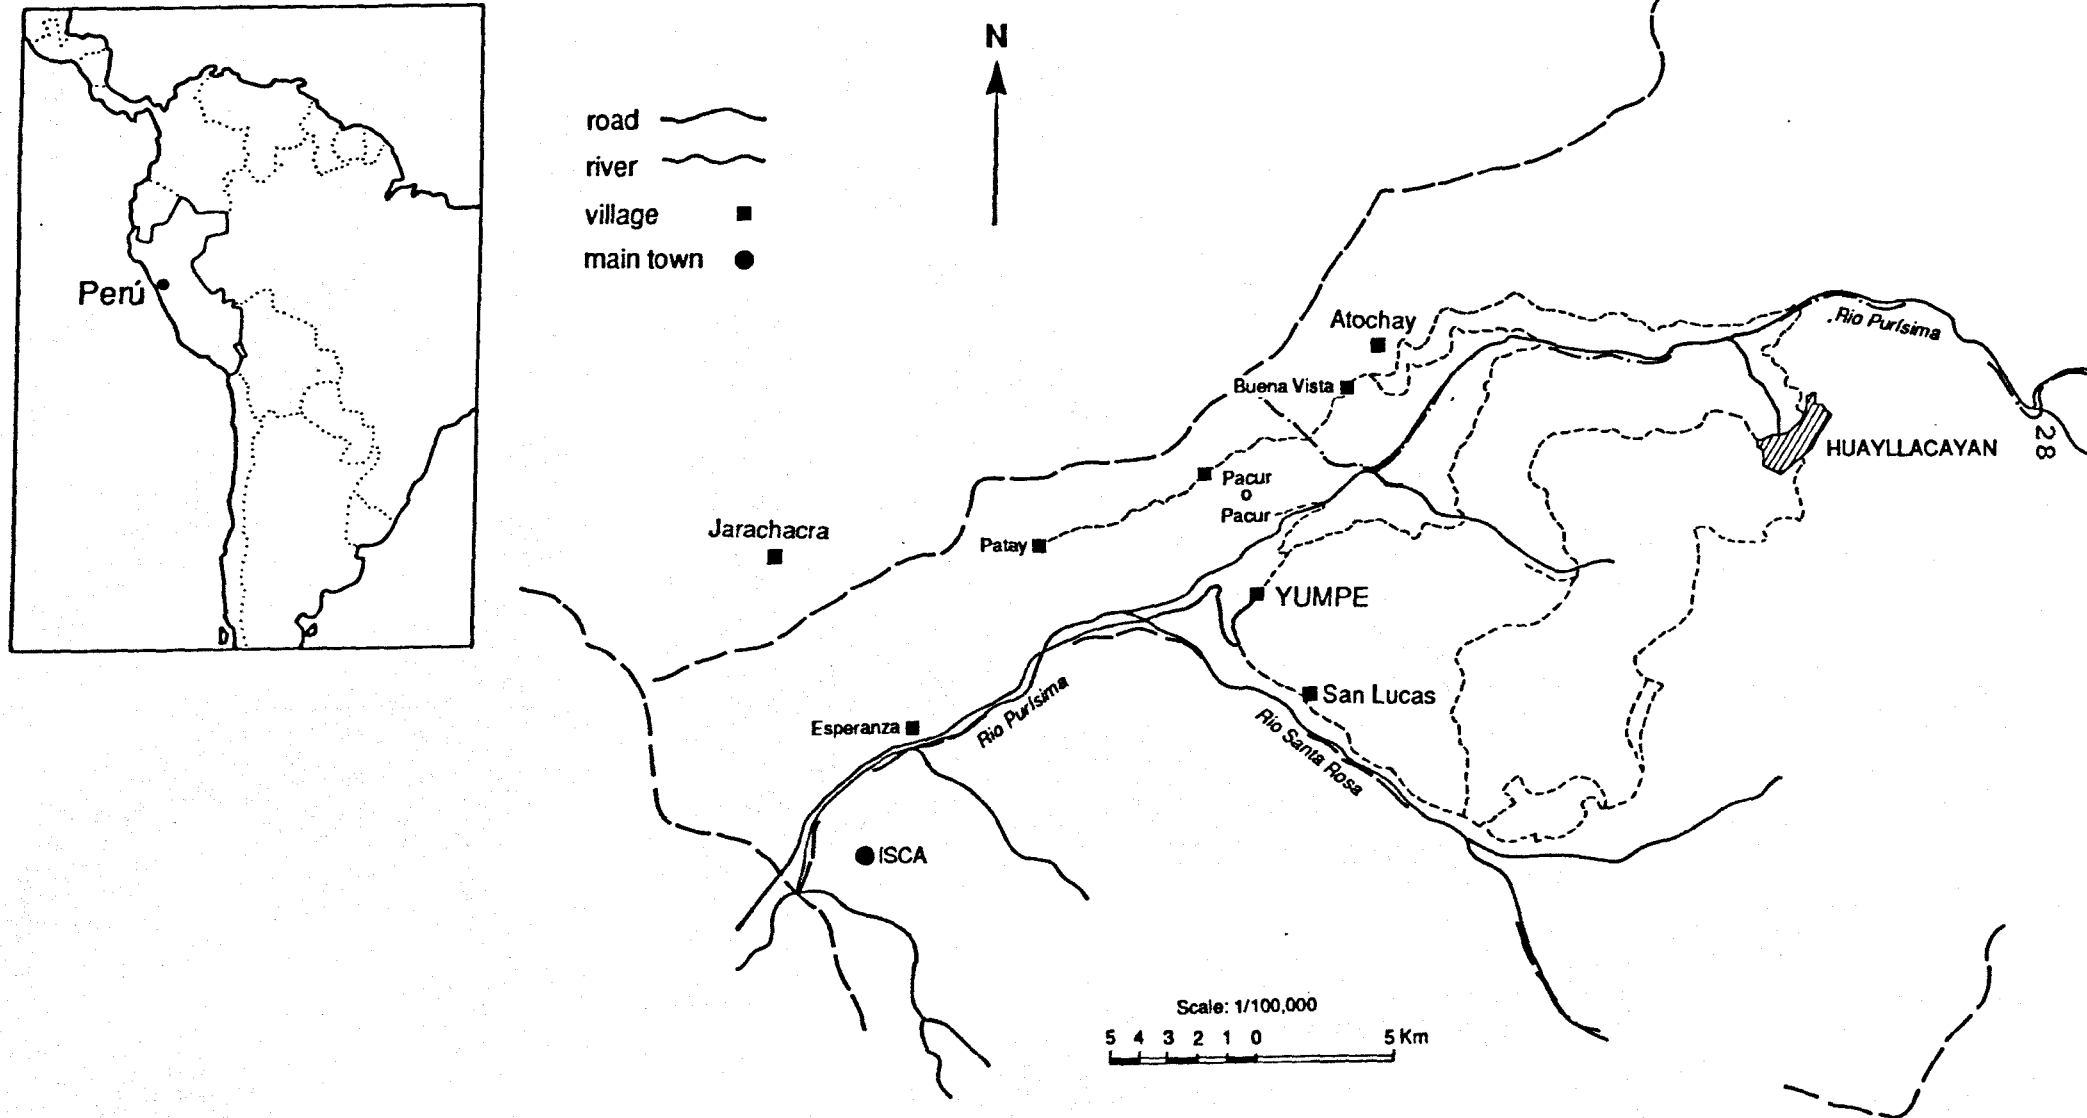 N
road
river
village
main town
Perú
Atochay
Rio Purísima
Buena Vista
HUAYLLACAYAN
28
Pacur
o
Pacur
Jarachacra
Patay
YUMPE
San Lucas
Rio Purísima
Esperanza
Rio Santa Rosa
ISCA
Scale: 1/100,000
5 4 3 2 1 0 5 Km